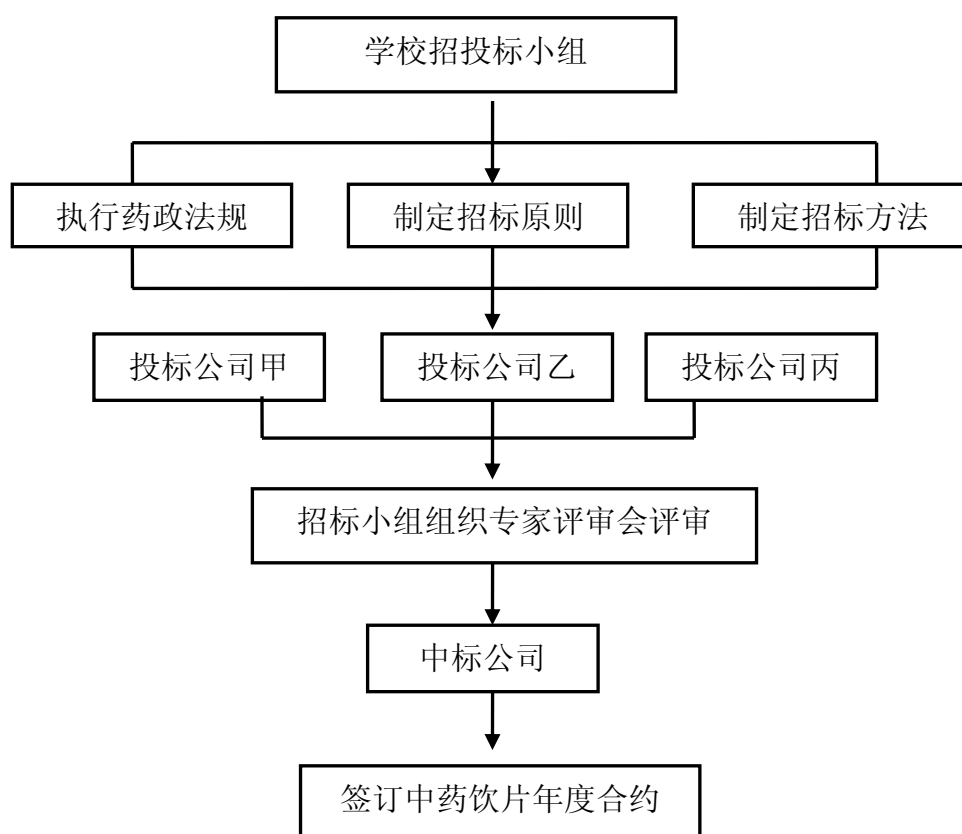 学校招投标小组
执行药政法规
制定招标原则
制定招标方法
投标公司甲
投标公司乙
投标公司丙
招标小组组织专家评审会评审
中标公司
签订中药饮片年度合约